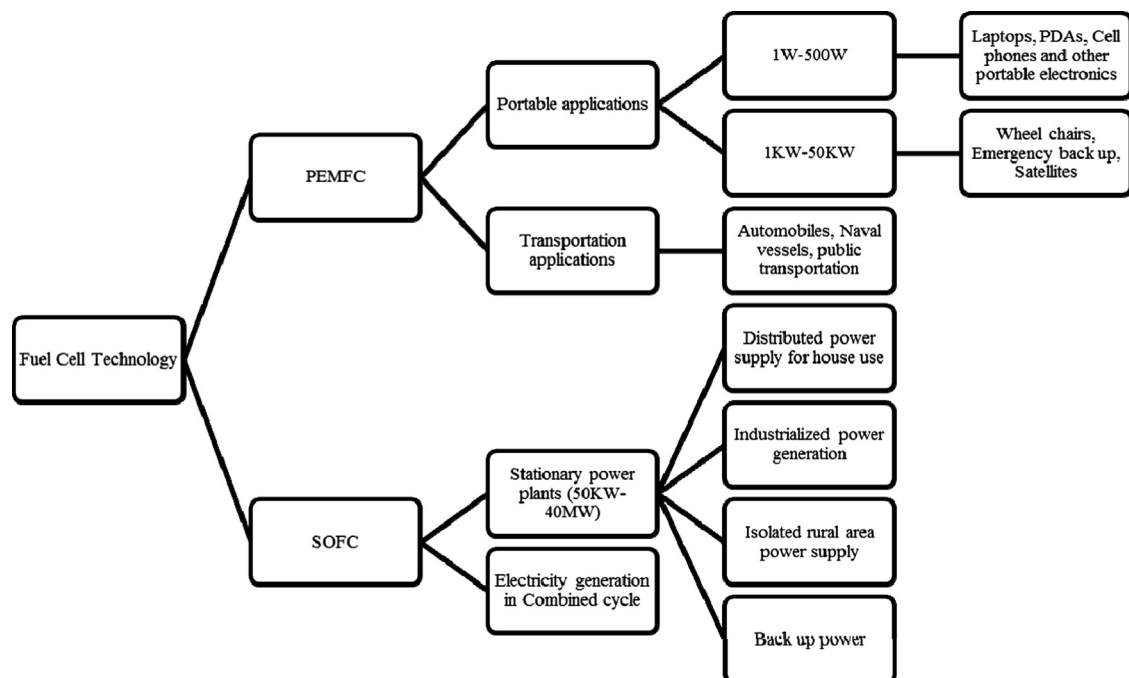 Fuel Cell Technology
PEMFC
Portable applications
1W-500W
Laptops, PDAs, Cell
phones and other
portable electronics
1KW-50KW
Wheel chairs,
Emergency back up,
Satellites
Transportation
applications
Automobiles, Naval
vessels, public
transportation
SOFC
Stationary power
plants (50KW-
40MW)
Distributed power
supply for house use
Industrialized power
generation
Isolated rural area
power supply
Back up power
Electricity generation
in Combined cycle